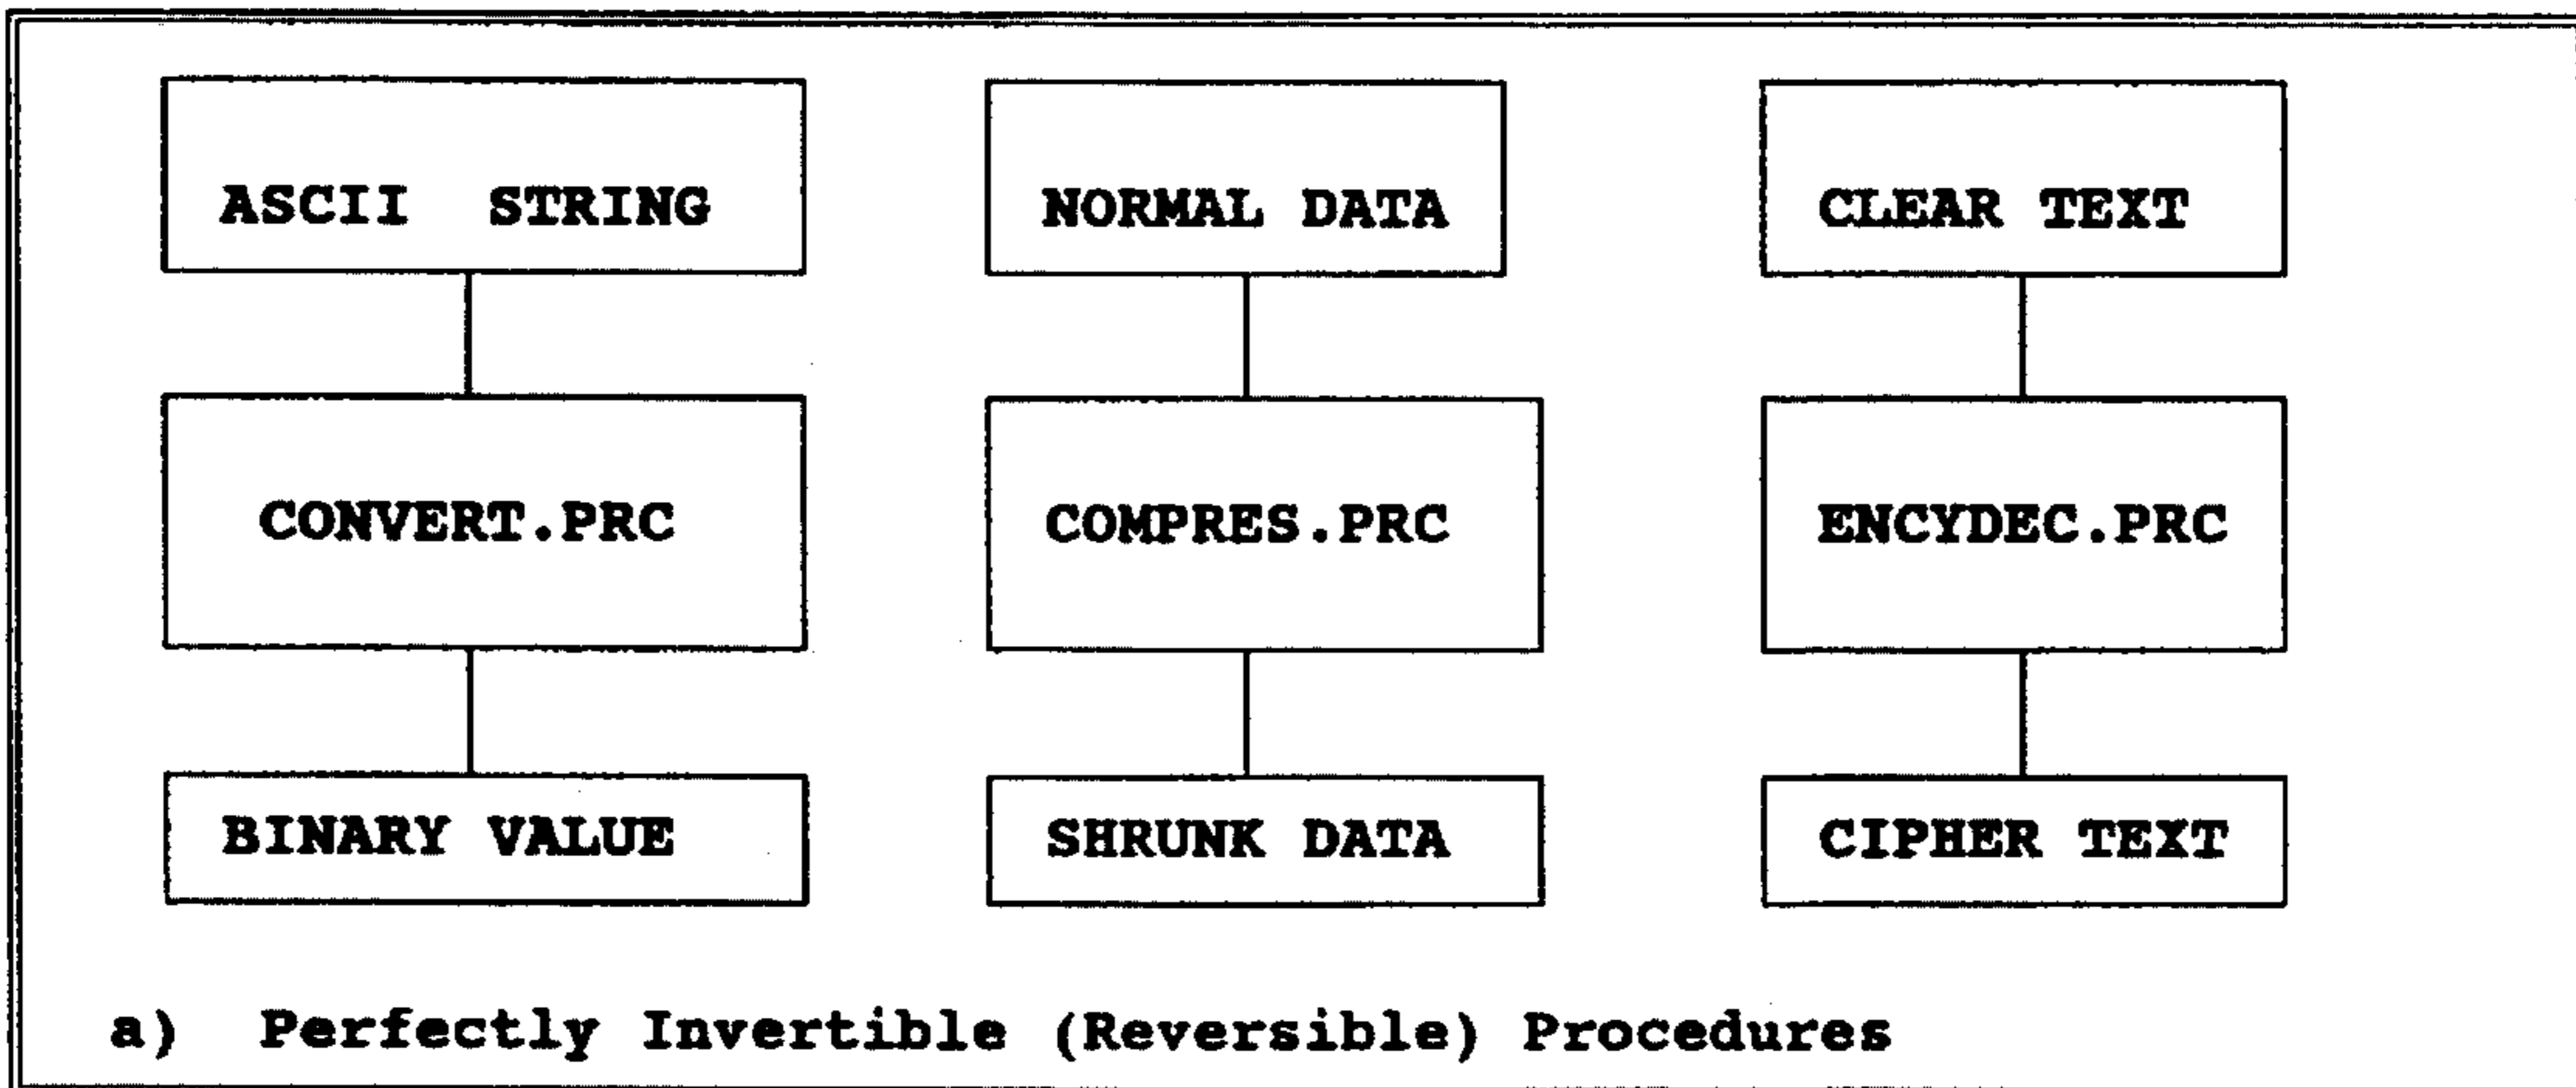 ASCII STRING
NORMAL DATA
CLEAR TEXT
CONVERT.PRC
COMPRES.PRC
ENCYDEC.PRC
BINARY VALUE
SHRUNK DATA
CIPHER TEXT
a) Perfectly Invertible (Reversible) Procedures